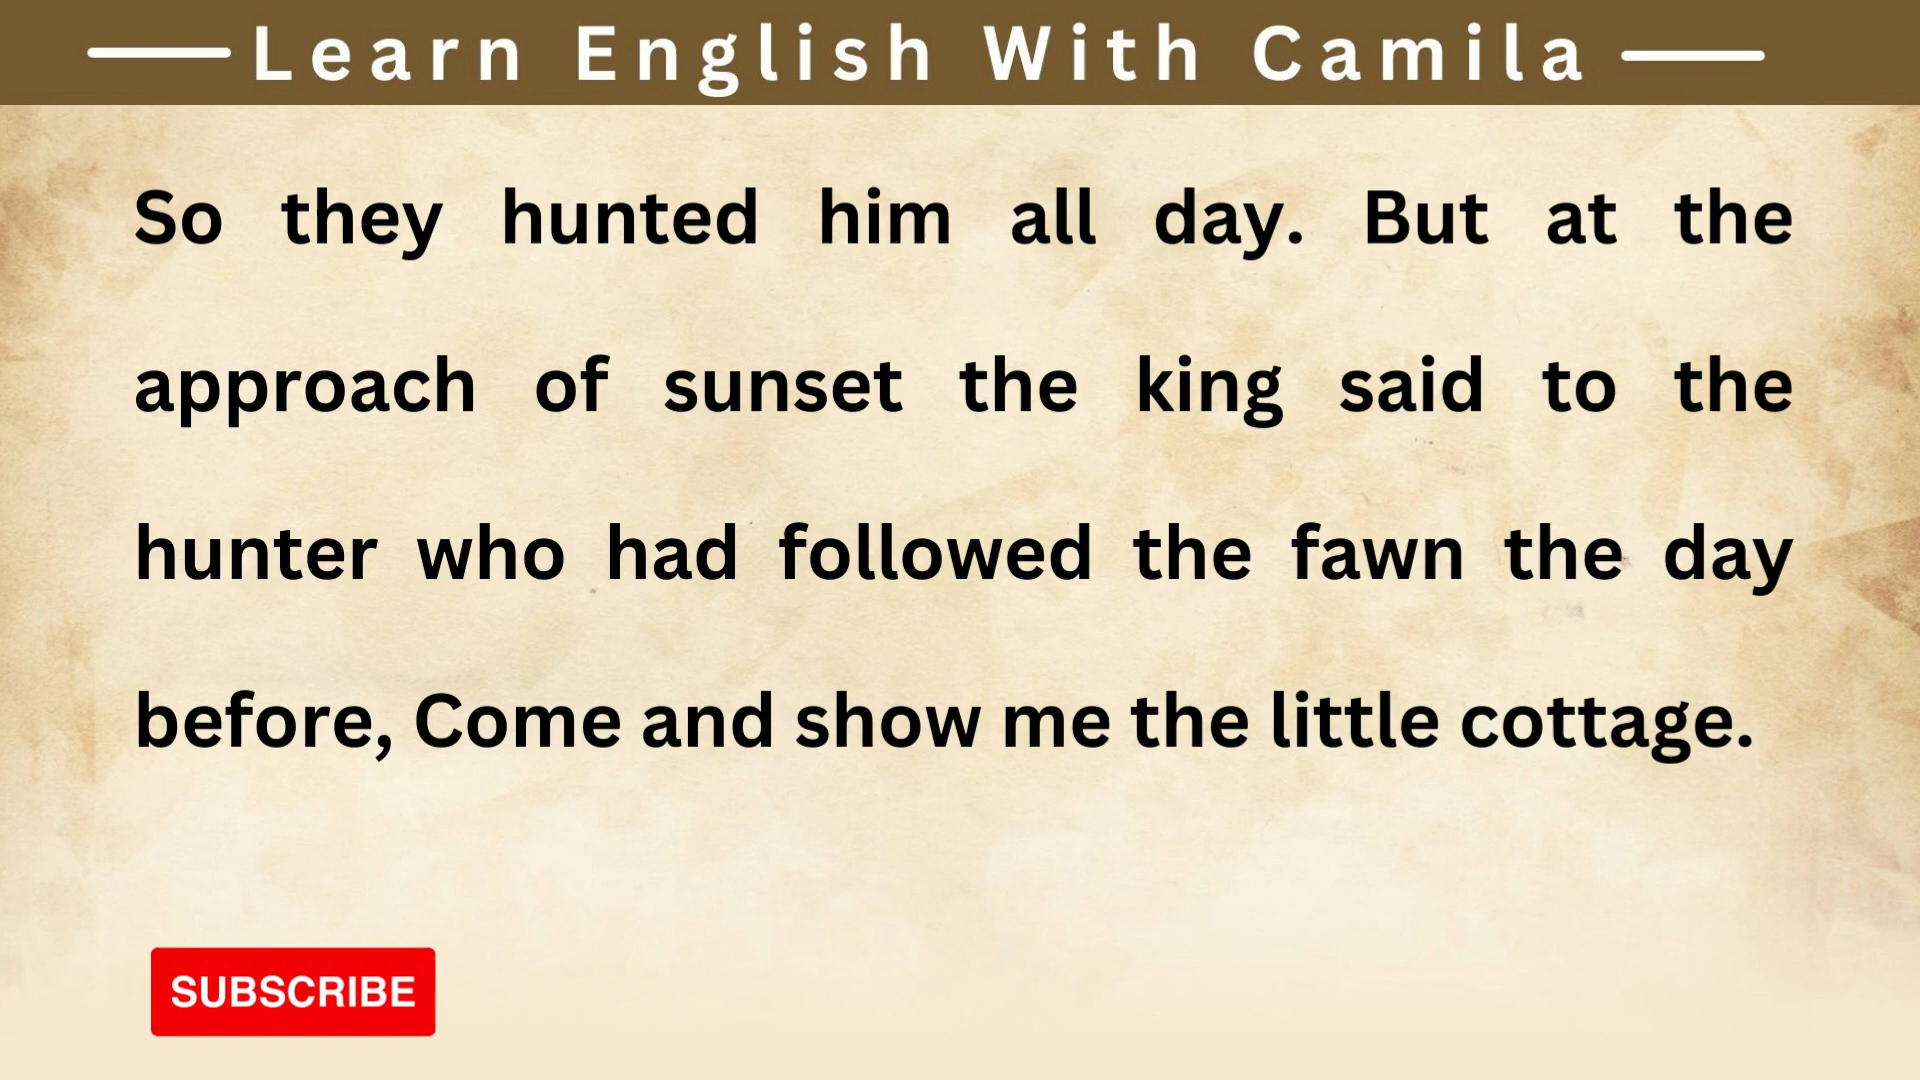 Learn English With Camila
So they hunted him all day. But at the
approach of sunset the king said to the
hunter who had followed the fawn the day
before, Come and show me the little cottage.
SUBSCRIBE